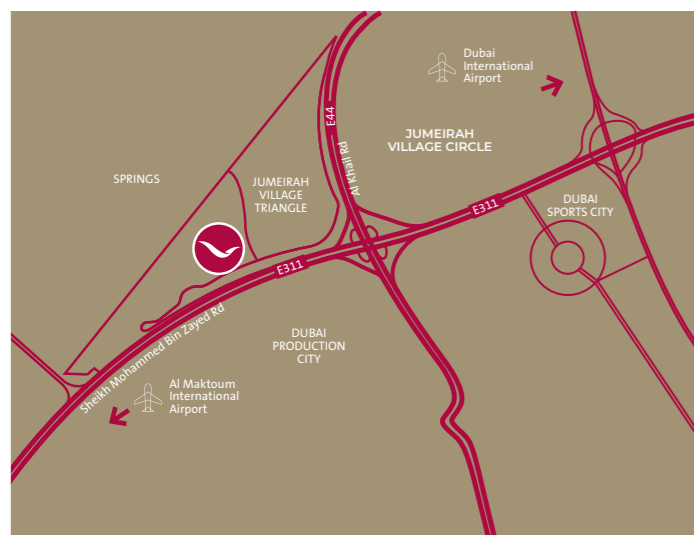 Dubai
International
Airport
E44
JUMEIRAH
VILLAGE CIRCLE
Al Khail Rd
SPRINGS
JUMEIRAH
VILLAGE
TRIANGLE
E311
DUBAI
SPORTS CITY
E311
DUBAI
PRODUCTION
CITY
Sheikh Mohammed Bin Zayed Rd
Al Maktoum
International
Airport